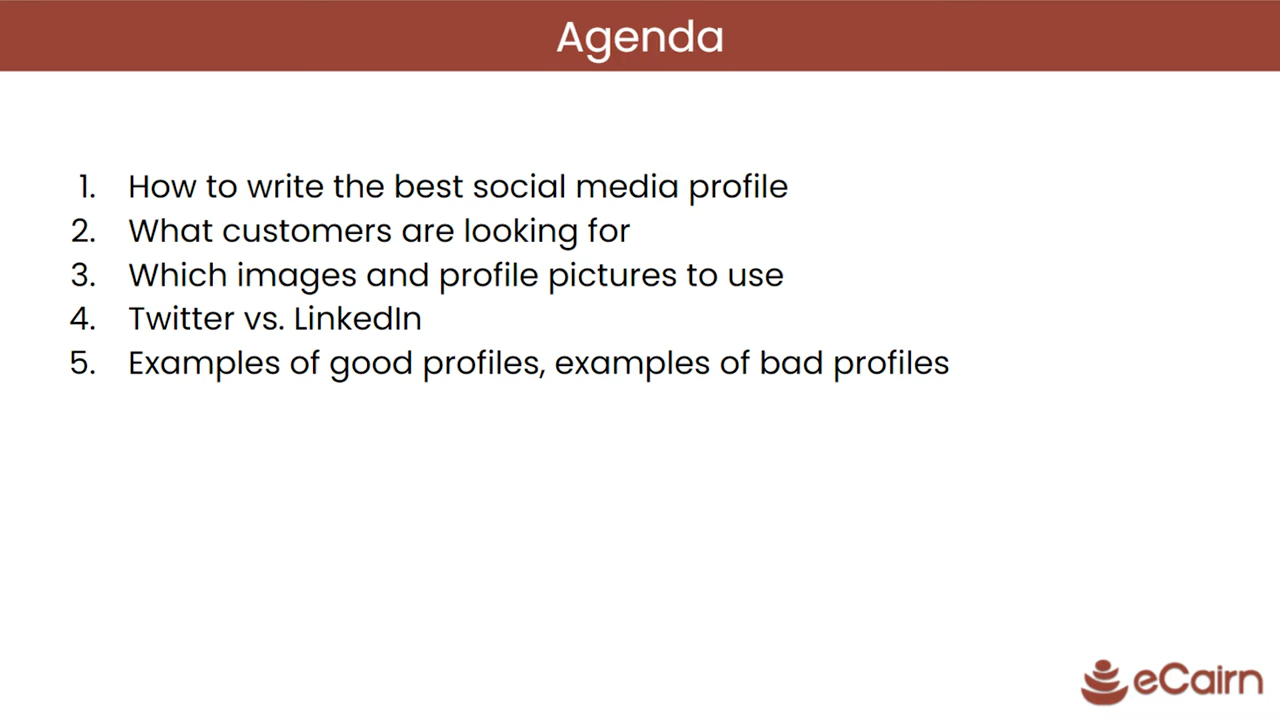 Agenda
1. How to write the best social media profile
2. What customers are looking for
3. Which images and profile pictures to use
4. Twitter vs. LinkedIn
5. Examples of good profiles, examples of bad profiles
eCairn